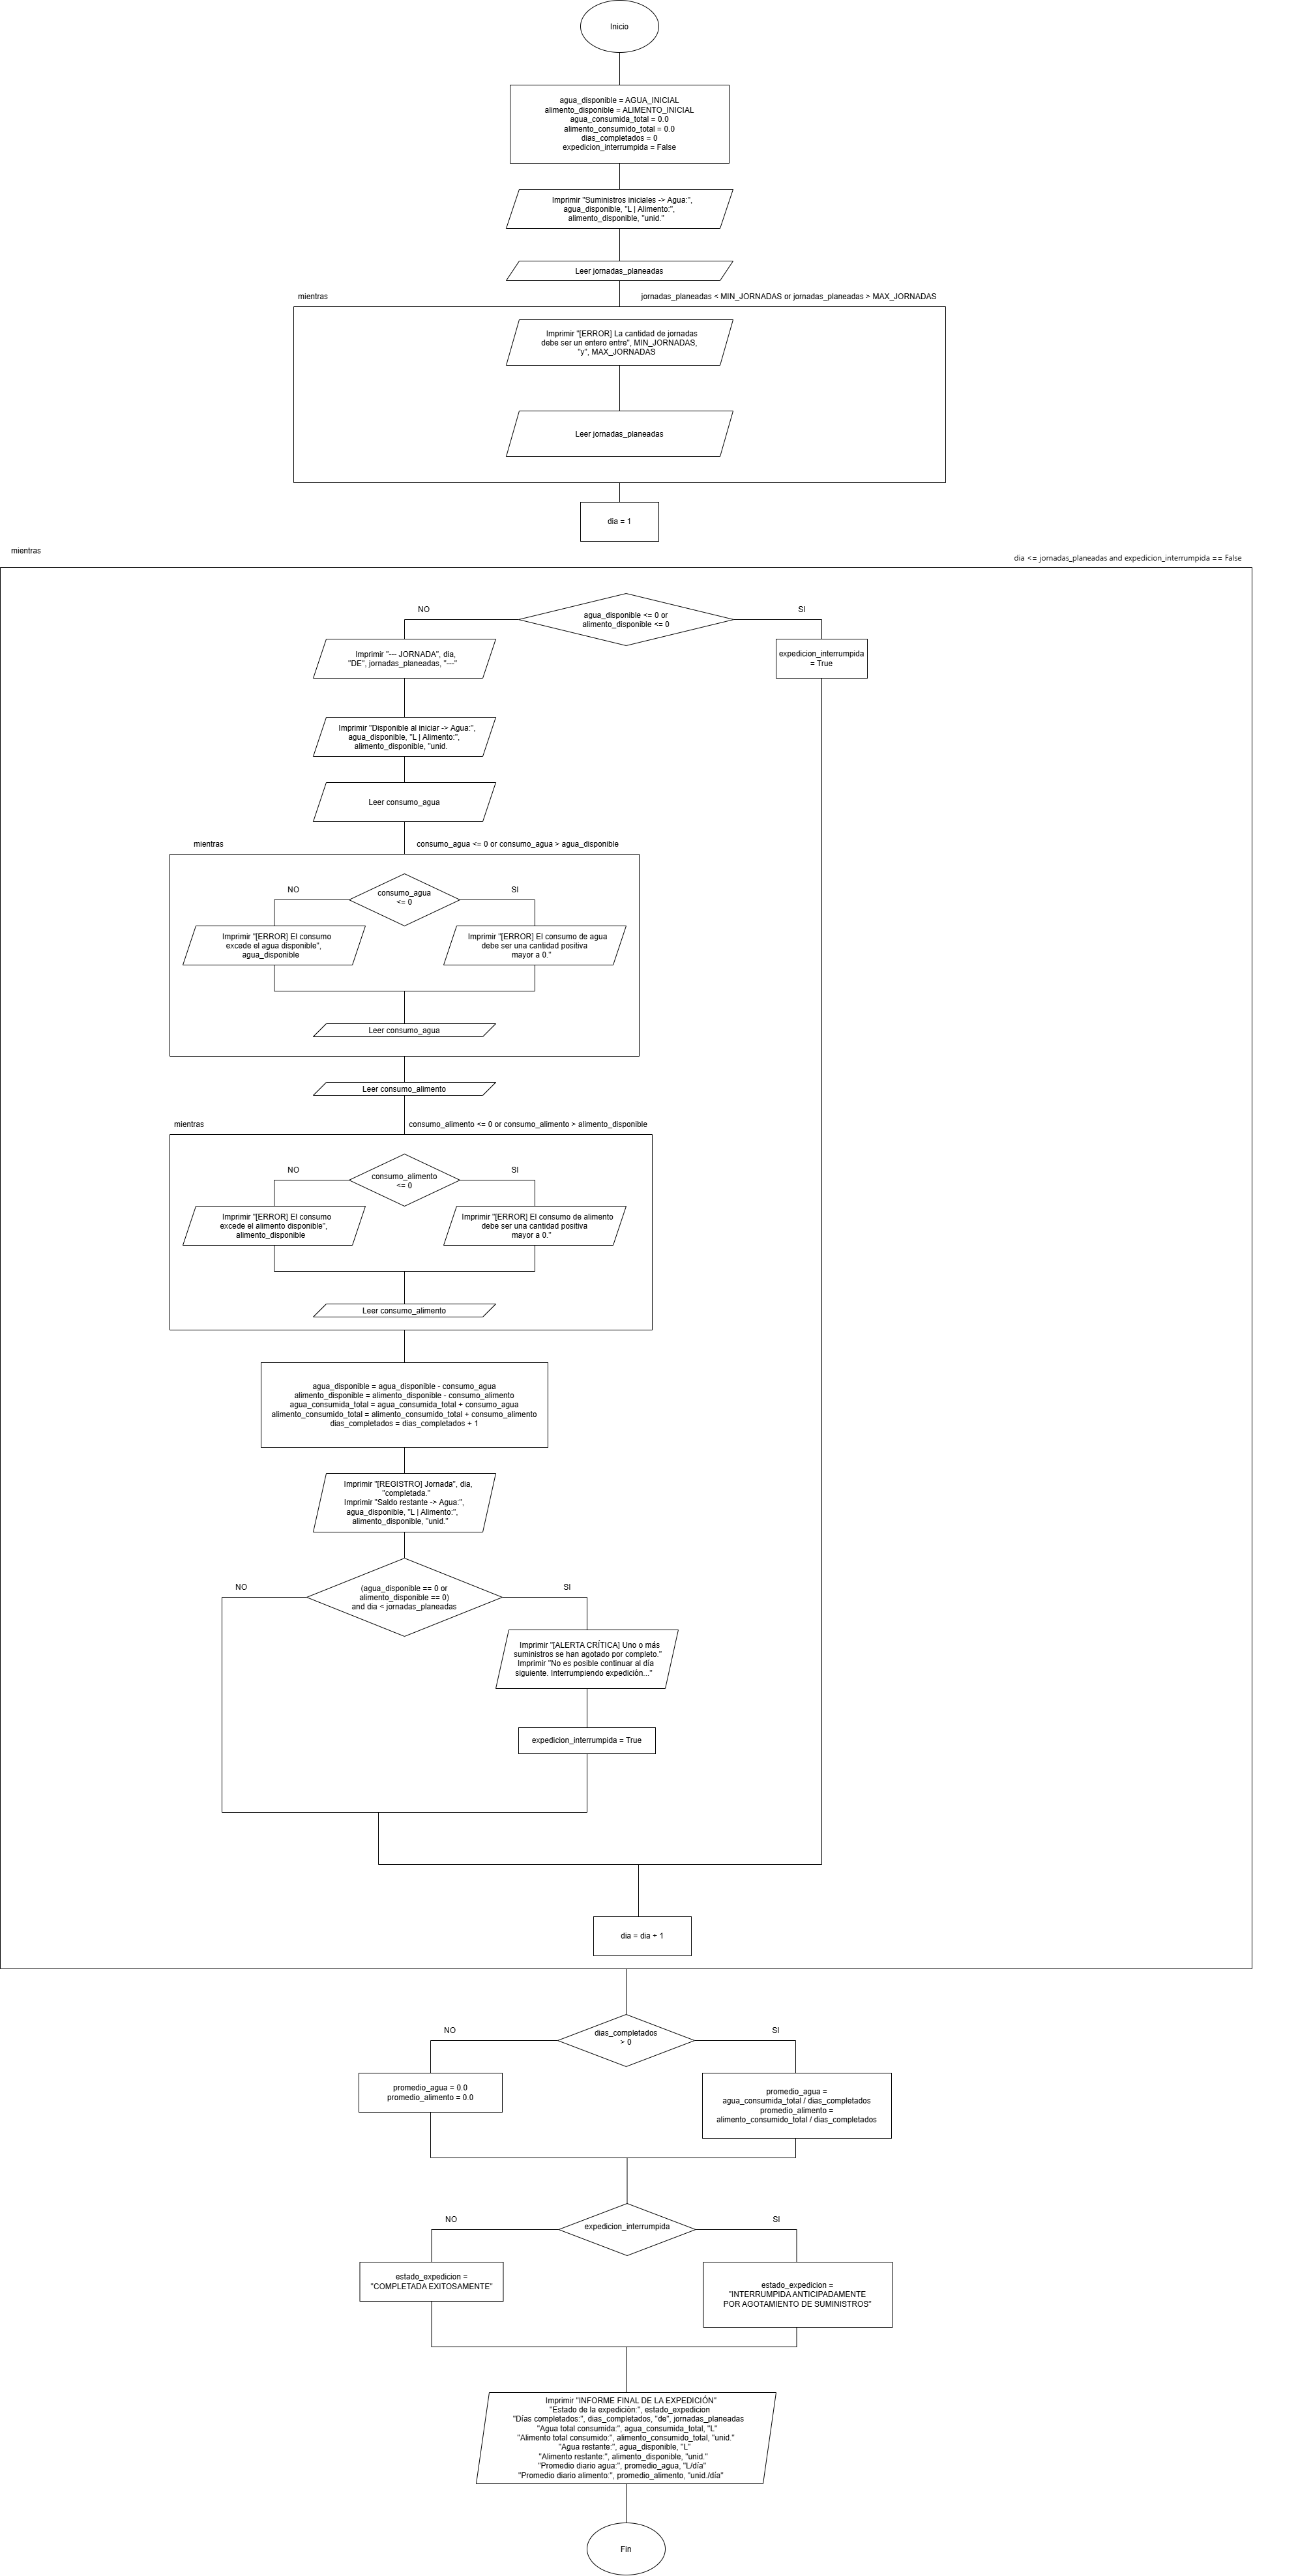 Inicio
agua_disponible = AGUA_INICIAL
alimento_disponible = ALIMENTO_INICIAL
agua_consumida_total = 0.0
alimento_consumido_total = 0.0
dias_completados = 0
expedicion_interrumpida = False
Imprimir "Suministros iniciales -> Agua:",
agua_disponible, "L | Alimento:",
alimento_disponible, "unid."
Leer jornadas_planeadas
mientras
jornadas_planeadas < MIN_JORNADAS or jornadas_planeadas > MAX_JORNADAS
Imprimir "[ERROR] La cantidad de jornadas
debe ser un entero entre", MIN_JORNADAS,
"y", MAX_JORNADAS
Leer jornadas_planeadas
dia = 1
mientras
dia <= jornadas_planeadas and expedicion_interrumpida == False
agua_disponible <= 0 or
alimento_disponible <= 0
NO
SI
Imprimir "--- JORNADA", dia,
"DE", jornadas_planeadas, "---"
expedicion_interrumpida
= True
Imprimir "Disponible al iniciar -> Agua:",
agua_disponible, "L | Alimento:",
alimento_disponible, "unid.
Leer consumo_agua
mientras
consumo_agua <= 0 or consumo_agua > agua_disponible
NO
consumo_agua
<= 0
SI
Imprimir "[ERROR] El consumo
excede el agua disponible",
agua_disponible
Imprimir "[ERROR] El consumo de agua
debe ser una cantidad positiva
mayor a 0."
Leer consumo_agua
Leer consumo_alimento
mientras
consumo_alimento <= 0 or consumo_alimento > alimento_disponible
NO
consumo_alimento
<= 0
SI
Imprimir "[ERROR] El consumo
excede el alimento disponible",
alimento_disponible
Imprimir "[ERROR] El consumo de alimento
debe ser una cantidad positiva
mayor a 0."
Leer consumo_alimento
agua_disponible = agua_disponible - consumo_agua
alimento_disponible = alimento_disponible - consumo_alimento
agua_consumida_total = agua_consumida_total + consumo_agua
alimento_consumido_total = alimento_consumido_total + consumo_alimento
dias_completados = dias_completados + 1
Imprimir "[REGISTRO] Jornada", dia,
"completada."
Imprimir "Saldo restante -> Agua:",
agua_disponible, "L | Alimento:",
alimento_disponible, "unid."
NO
(agua_disponible == 0 or
alimento_disponible == 0)
and dia < jornadas_planeadas
SI
Imprimir "[ALERTA CRÍTICA] Uno o más
suministros se han agotado por completo."
Imprimir "No es posible continuar al día
siguiente. Interrumpiendo expedición..."
expedicion_interrumpida = True
dia = dia + 1
NO
dias_completados
> 0
SI
promedio_agua = 0.0
promedio_alimento = 0.0
promedio_agua =
agua_consumida_total / dias_completados
promedio_alimento =
alimento_consumido_total / dias_completados
NO
expedicion_interrumpida
SI
estado_expedicion =
"COMPLETADA EXITOSAMENTE"
estado_expedicion =
"INTERRUMPIDA ANTICIPADAMENTE
POR AGOTAMIENTO DE SUMINISTROS"
Imprimir "INFORME FINAL DE LA EXPEDICIÓN"
"Estado de la expedición:", estado_expedicion
"Días completados:", dias_completados, "de", jornadas_planeadas
"Agua total consumida:", agua_consumida_total, "L"
"Alimento total consumido:", alimento_consumido_total, "unid."
"Agua restante:", agua_disponible, "L"
"Alimento restante:", alimento_disponible, "unid."
"Promedio diario agua:", promedio_agua, "L/día"
"Promedio diario alimento:", promedio_alimento, "unid./día"
Fin